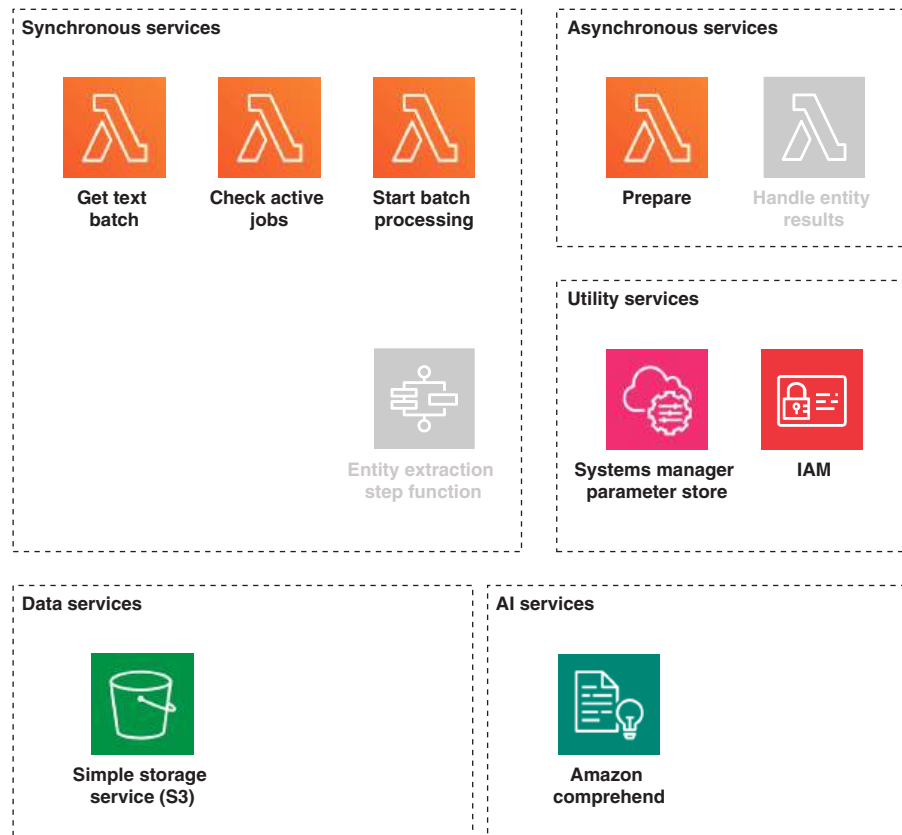 Synchronous services
Get text
batch
Check active
jobs
Start batch
processing
Entity extraction
step function
Asynchronous services
Prepare
Handle entity
results
Utility services
Systems manager
parameter store
IAM
Data services
Simple storage
service (S3)
AI services
Amazon
comprehend